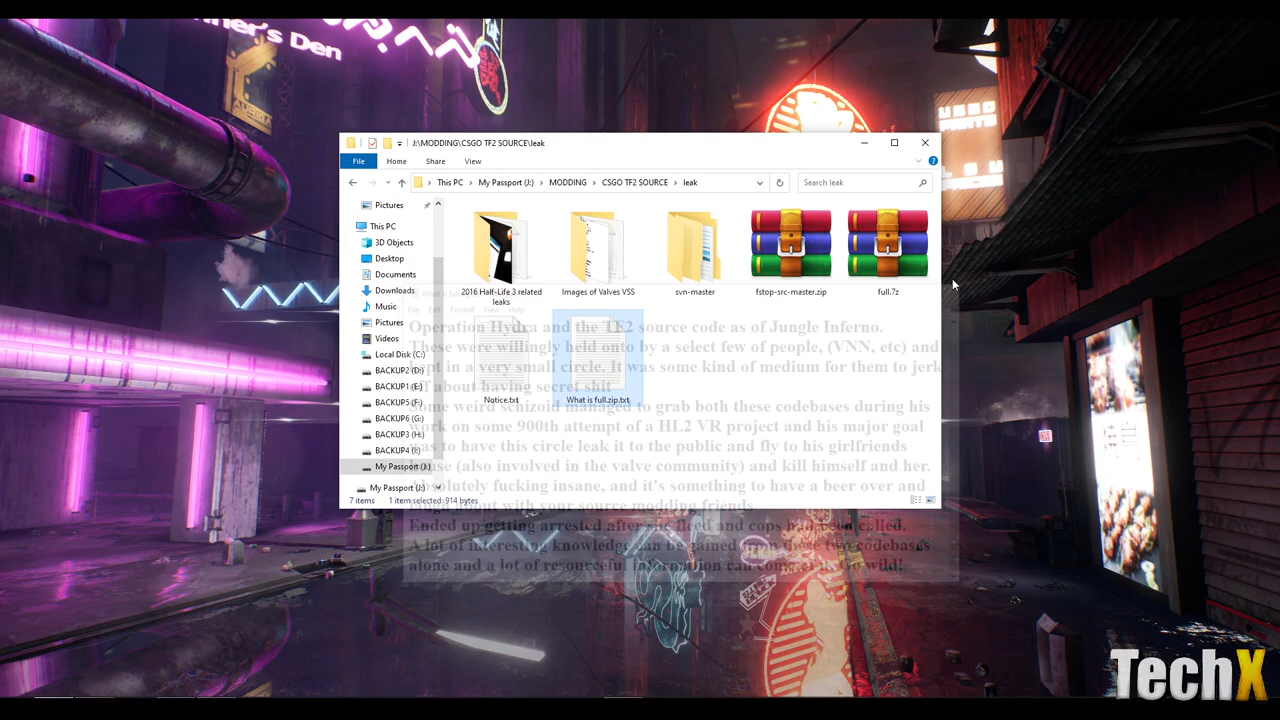 ner's Den
J:\MODDING\CSGO TF2 SOURCE\leak
File Home Share View
This PC My Passport (J:) MODDING CSGO TF2 SOURCE leak
Search leak
Pictures
This PC
3D Objects
Desktop
Documents
Downloads
Music
Pictures
Videos
Local Disk (C:)
BACKUP2 (D:)
BACKUP1 (E:)
BACKUP5 (F:)
BACKUP6 (G:)
BACKUP3 (H:)
BACKUP4 (I:)
My Passport (J:)
My Passport (J:)
2016 Half-Life 3 related
leaks
Images of Valves VSS
svn-master
fstop-src-master.zip
full.7z
Notice.txt
What is full.zip.txt
File Edit Format View Help
Operation Hydra and the TF2 source code as of Jungle Inferno.
These were willingly held onto by a select few of people, (VNN, etc) and
kept in a very small circle. It was some kind of medium for them to jerk
off about having secret shit
Some weird schizoid managed to grab both these codebases during his
work on some 900th attempt of a HL2 VR project and his major goal
was to have this circle leak it to the public and fly to his girlfriends
house (also involved in the valve community) and kill himself and her.
Absolutely fucking insane, and it's something to have a beer over and
laugh about with your source modding friends
Ended up getting arrested after she fleed and cops had been called.
A lot of interesting knowledge can be gained from these two codebases
alone and a lot of resourceful information can come of it. Go wild!
7 items 1 item selected 914 bytes
USED
TechX